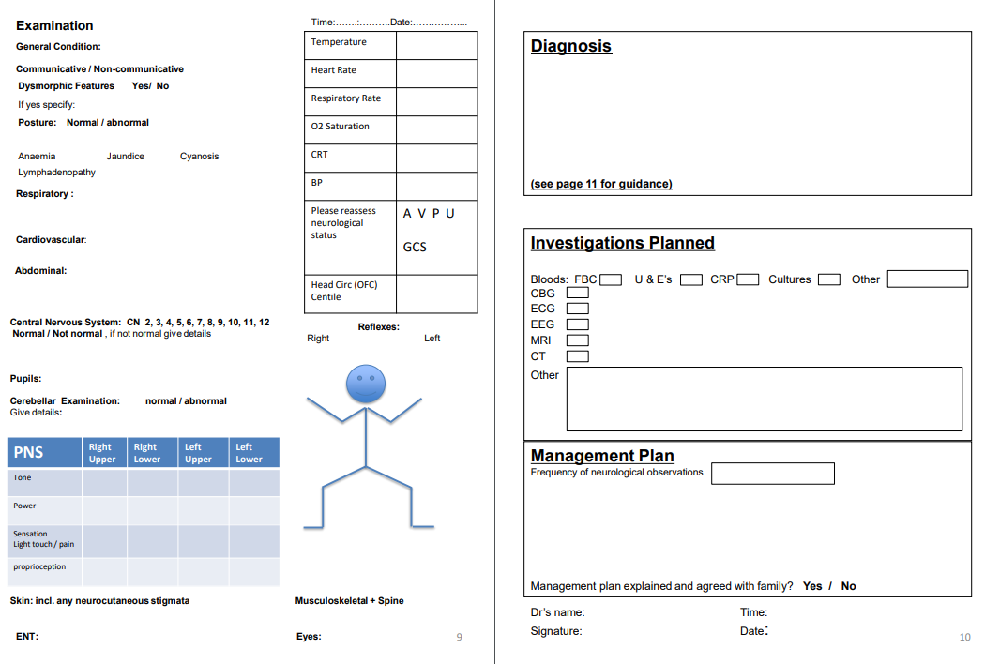 Examination
General Condition:
Communicative / Non-communicative
Dysmorphic Features Yes/ No
If yes specify:
Posture: Normal / abnormal
Anaemia Jaundice Cyanosis
Lymphadenopathy
Respiratory :
Cardiovascular:
Abdominal:
Central Nervous System: CN 2, 3, 4, 5, 6, 7, 8, 9, 10, 11, 12
Normal / Not normal , if not normal give details
Pupils:
Cerebellar Examination: normal / abnormal
Give details:
PNS Right Upper Right Lower Left Upper Left Lower
Tone
Power
Sensation
Light touch / pain
proprioception
Skin: incl. any neurocutaneous stigmata
ENT:
Time:.......:..........Date:.................
Temperature
Heart Rate
Respiratory Rate
O2 Saturation
CRT
BP
Please reassess
neurological
status
A V P U
GCS
Head Circ (OFC)
Centile
Reflexes:
Right Left
Musculoskeletal + Spine
Eyes:
9
Diagnosis
(see page 11 for guidance)
Investigations Planned
Bloods: FBC U & E's CRP Cultures Other
CBG
ECG
EEG
MRI
CT
Other
Management Plan
Frequency of neurological observations
Management plan explained and agreed with family? Yes / No
Dr's name: Time:
Signature: Date:
10